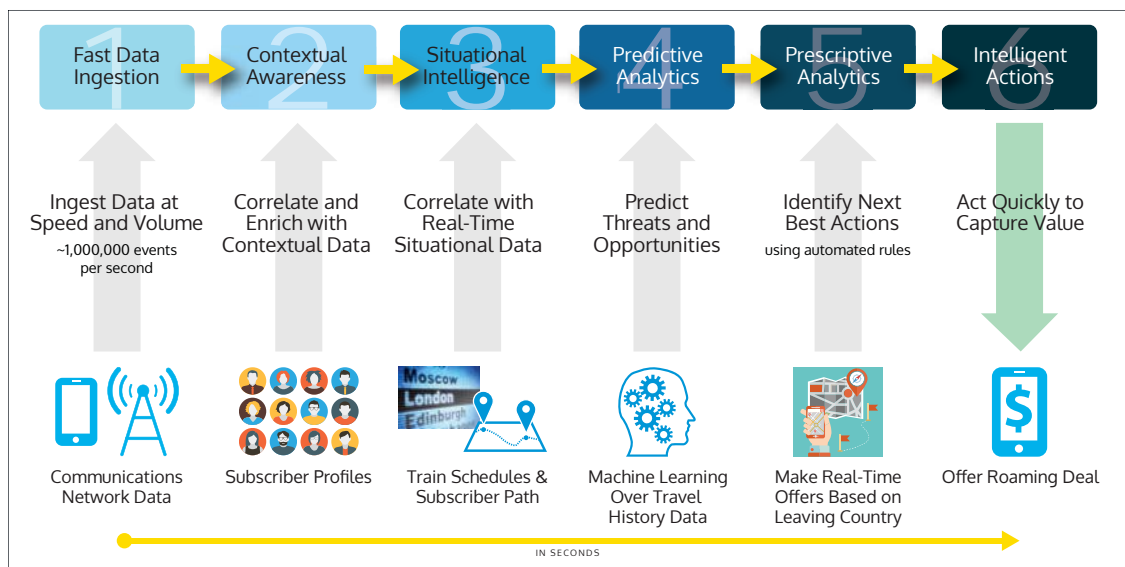 1
Fast Data
Ingestion
2
Contextual
Awareness
3
Situational
Intelligence
4
Predictive
Analytics
5
Prescriptive
Analytics
6
Intelligent
Actions
Ingest Data at
Speed and Volume
~1,000,000 events
per second
Correlate and
Enrich with
Contextual Data
Correlate with
Real-Time
Situational Data
Predict
Threats and
Opportunities
Identify Next
Best Actions
using automated rules
Act Quickly to
Capture Value
Moscow
London
Edinburgh
$
Communications
Network Data
Subscriber Profiles
Train Schedules &
Subscriber Path
Machine Learning
Over Travel
History Data
Make Real-Time
Offers Based on
Leaving Country
Offer Roaming Deal
IN SECONDS